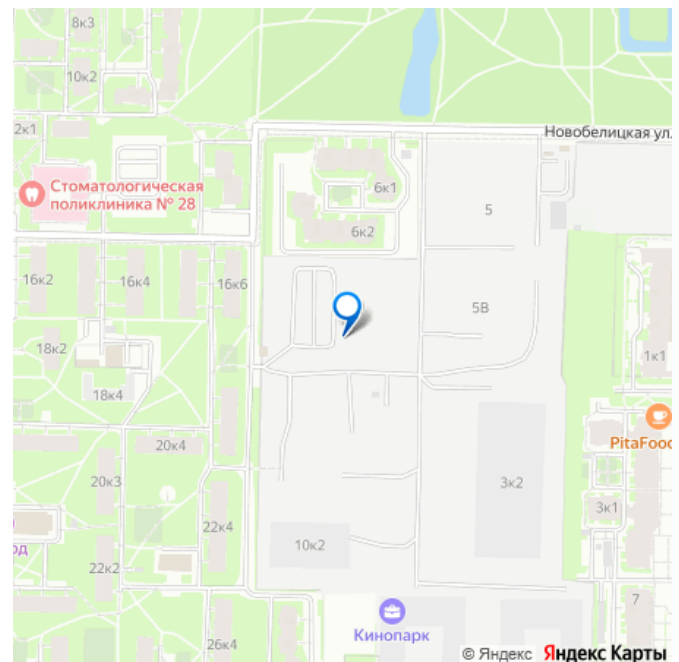 8к3
10к2
2к1
Новобелицкая ул.
Стоматологическая
поликлиника № 28
6к1
6к2
5
16к2
16к4
16к6
5В
18к2
1к1
18к4
PitaFood
20к4
20к3
3к2
3к1
22к4
од
10к2
22к2
7
Кинопарк
26к4
© Яндекс Яндекс Карты